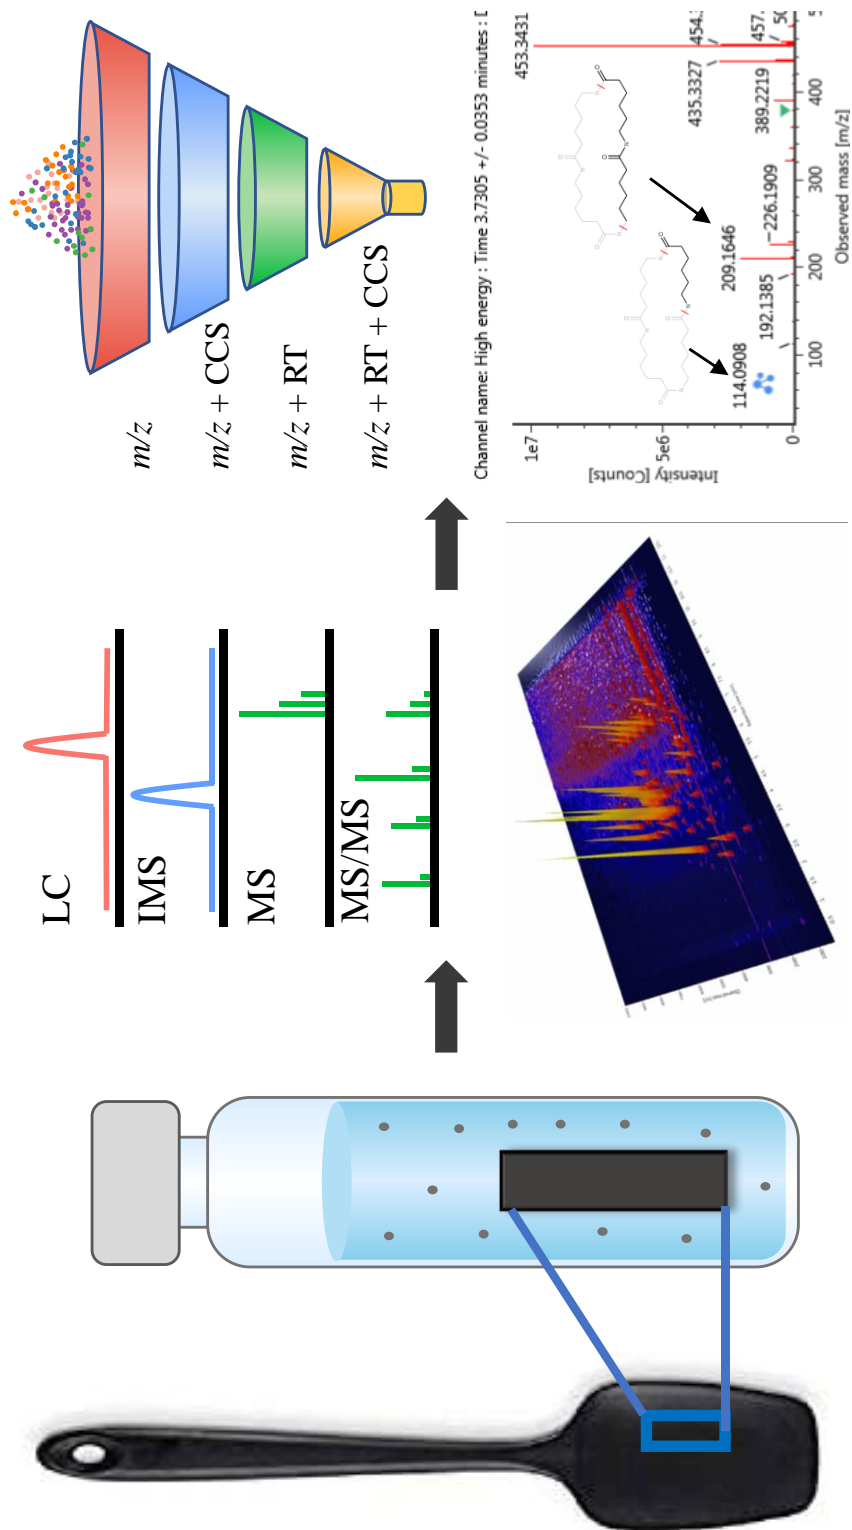 LC
IMS
MS
MS/MS
m/z
m/z + CCS
m/z + RT
m/z + RT + CCS
Channel name: High energy : Time 3.7305 +/- 0.0353 minutes : [
1e7
5e6
0
Intensity [Counts]
453.3431
454.
457.
50
435.3327
389.2219
226.1909
209.1646
192.1385
114.0908
100
200
300
400
Observed mass [m/z]